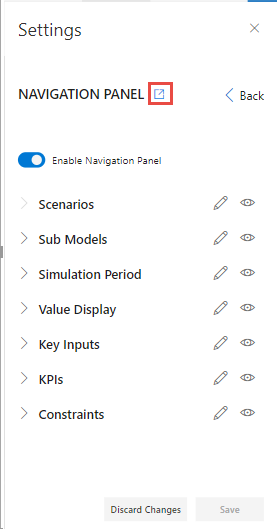 Settings
NAVIGATION PANEL
Back
Enable Navigation Panel
Scenarios
Sub Models
Simulation Period
Value Display
Key Inputs
KPIs
Constraints
Discard Changes Save